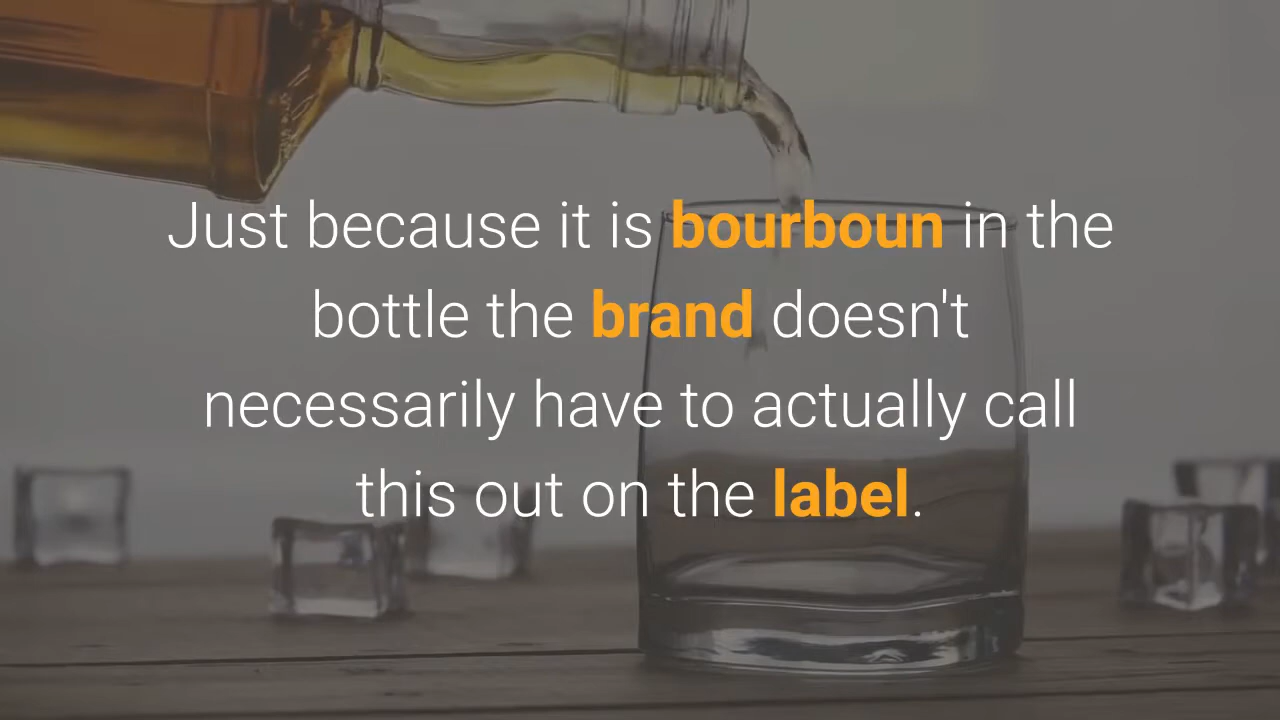 Just because it is bourboun in the
bottle the brand doesn't
necessarily have to actually call
this out on the label.